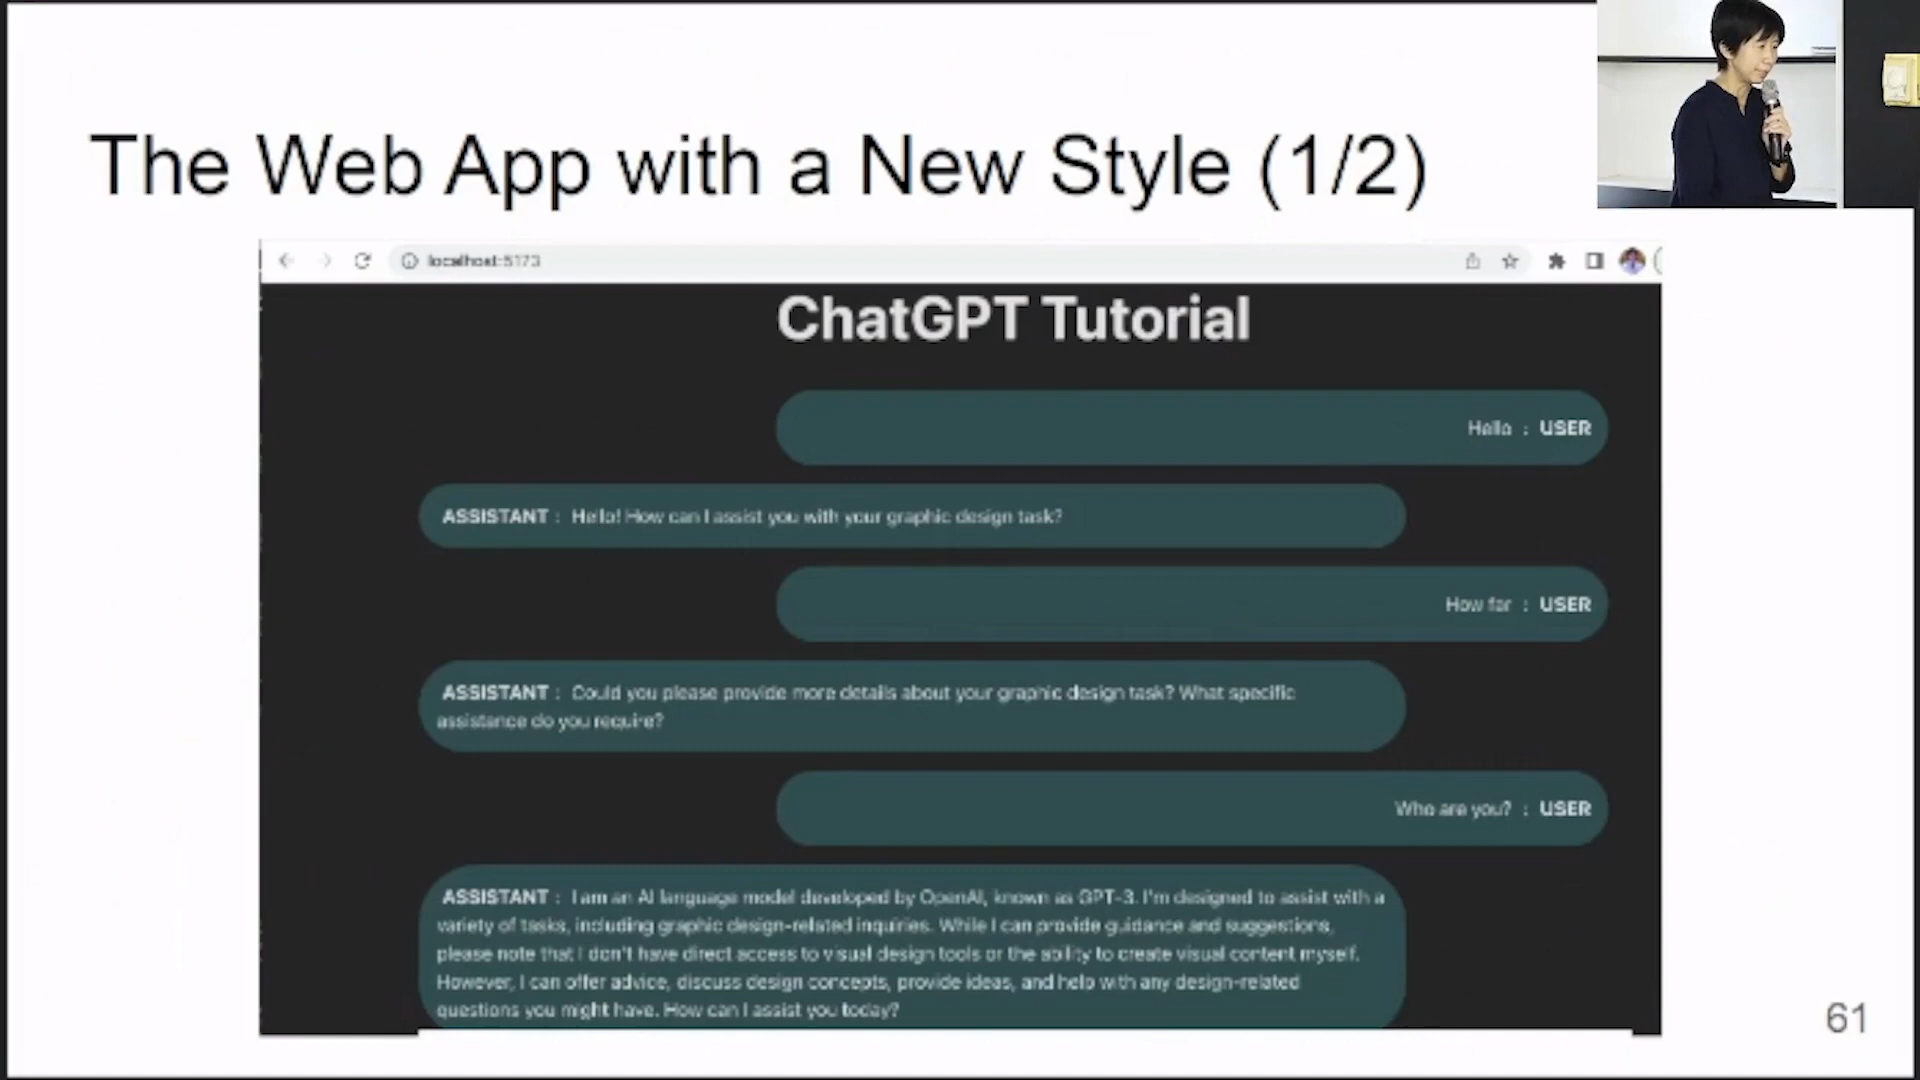 The Web App with a New Style (1/2)
localhost:5173
ChatGPT Tutorial
Hello : USER
ASSISTANT : Hello! How can I assist you with your graphic design task?
How far : USER
ASSISTANT : Could you please provide more details about your graphic design task? What specific
assistance do you require?
Who are you? : USER
ASSISTANT : I am an AI language model developed by OpenAI, known as GPT-3. I'm designed to assist with a
variety of tasks, including graphic design-related inquiries. While I can provide guidance and suggestions,
please note that I don't have direct access to visual design tools or the ability to create visual content myself.
However, I can offer advice, discuss design concepts, provide ideas, and help with any design-related
questions you might have. How can I assist you today?
61